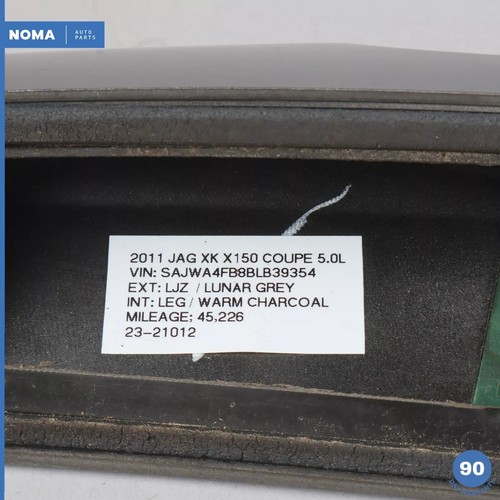 NOMA AUTO
PARTS
2011 JAG XK X150 COUPE 5.0L
VIN: SAJWA4FB8BLB39354
EXT: LJZ / LUNAR GREY
INT: LEG / WARM CHARCOAL
MILEAGE: 45,226
23-21012
90